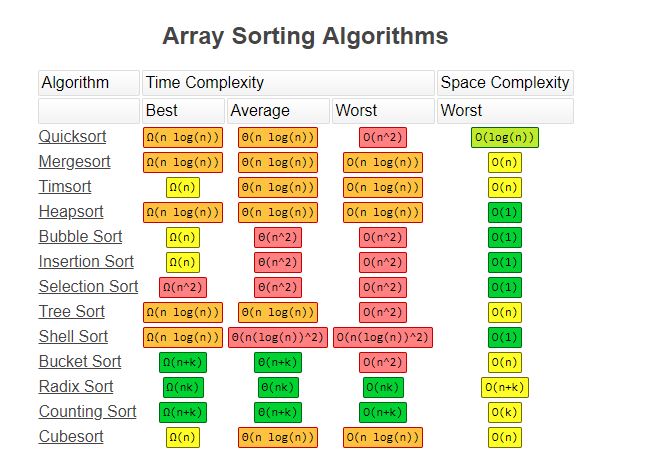 Array Sorting Algorithms
Algorithm Time Complexity Space Complexity
Best Average Worst Worst
Quicksort Ω(n log(n)) Θ(n log(n)) O(n^2) O(log(n))
Mergesort Ω(n log(n)) Θ(n log(n)) O(n log(n)) O(n)
Timsort Ω(n) Θ(n log(n)) O(n log(n)) O(n)
Heapsort Ω(n log(n)) Θ(n log(n)) O(n log(n)) O(1)
Bubble Sort Ω(n) Θ(n^2) O(n^2) O(1)
Insertion Sort Ω(n) Θ(n^2) O(n^2) O(1)
Selection Sort Ω(n^2) Θ(n^2) O(n^2) O(1)
Tree Sort Ω(n log(n)) Θ(n log(n)) O(n^2) O(n)
Shell Sort Ω(n log(n)) Θ(n(log(n))^2) O(n(log(n))^2) O(1)
Bucket Sort Ω(n+k) Θ(n+k) O(n^2) O(n)
Radix Sort Ω(nk) Θ(nk) O(nk) O(n+k)
Counting Sort Ω(n+k) Θ(n+k) O(n+k) O(k)
Cubesort Ω(n) Θ(n log(n)) O(n log(n)) O(n)